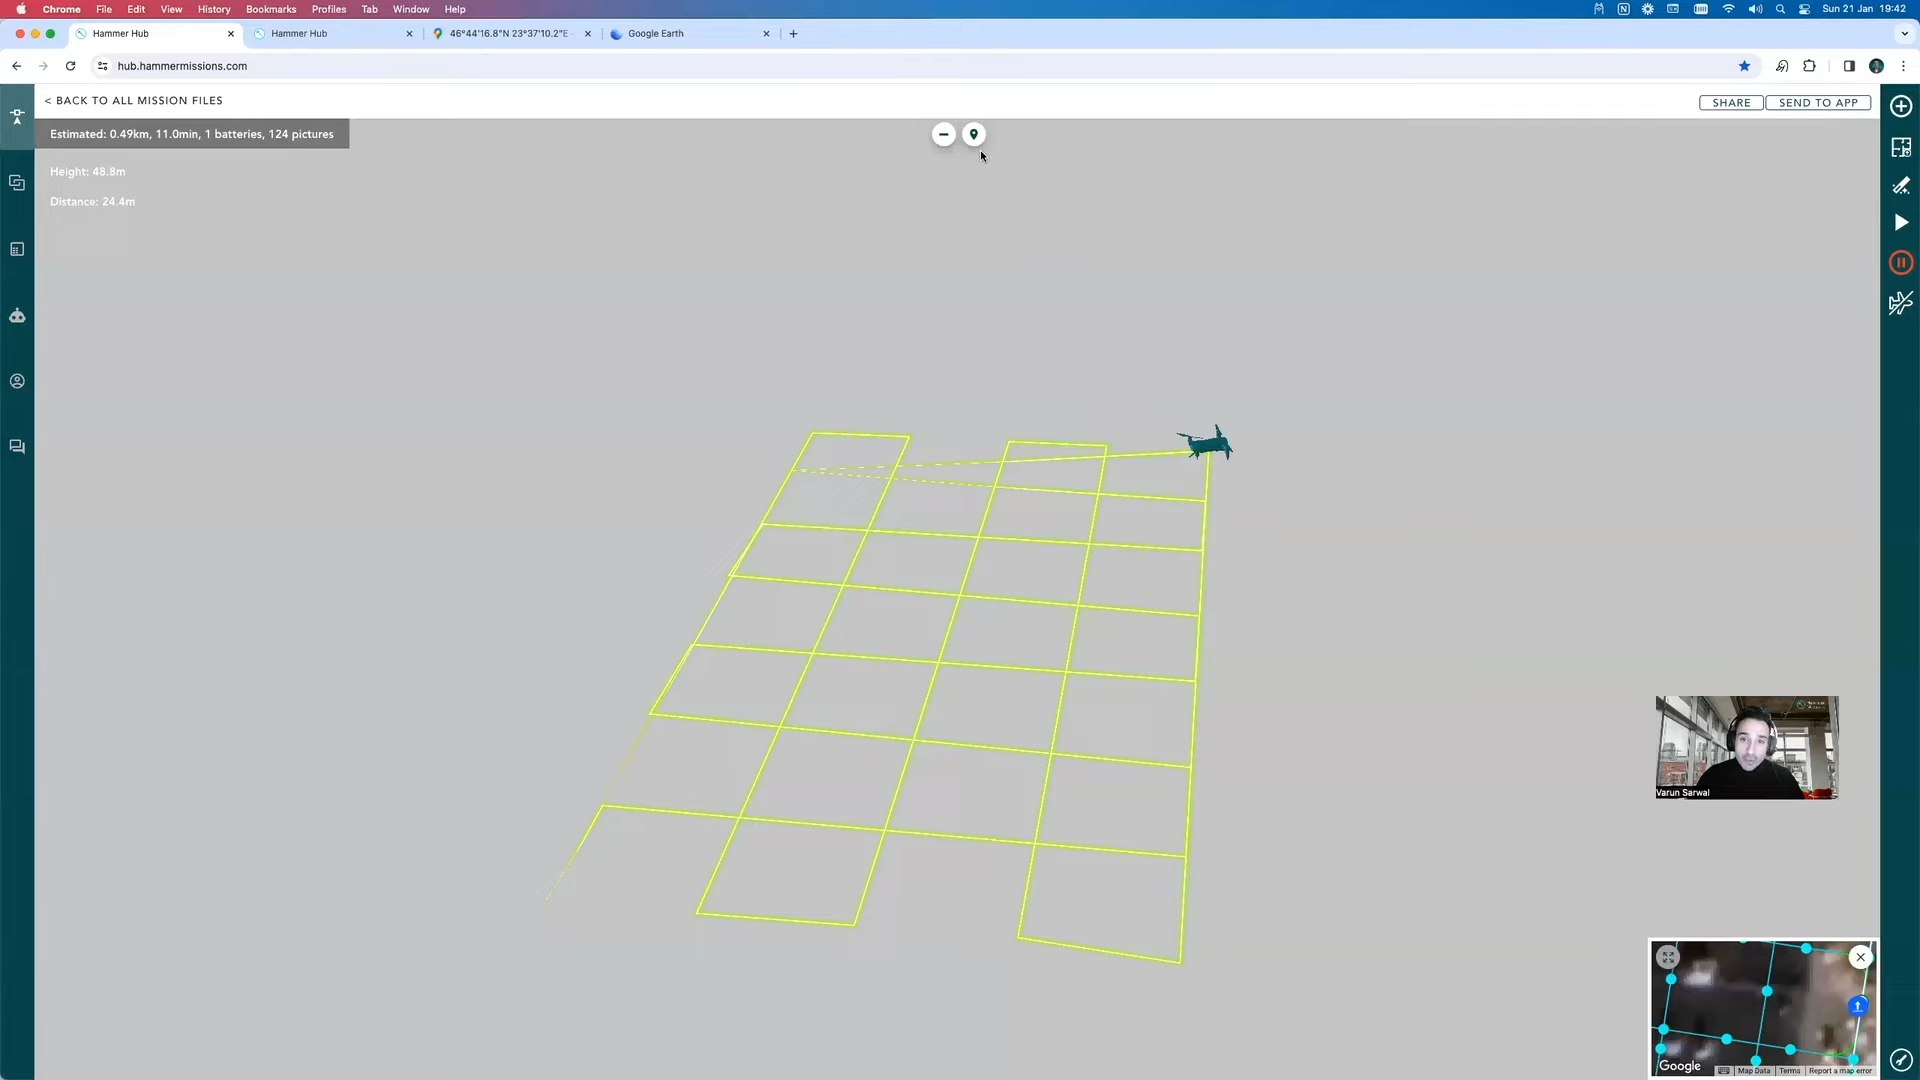 Chrome File Edit View History Bookmarks Profiles Tab Window Help Sun 21 Jan 19:42
Hammer Hub Hammer Hub 46°44'16.8"N 23°37'10.2"E Google Earth
hub.hammermissions.com
< BACK TO ALL MISSION FILES SHARE SEND TO APP
Estimated: 0.49km, 11.0min, 1 batteries, 124 pictures
Height: 48.8m
Distance: 24.4m
Varun Sarwal
Google Map Data Terms Report a map error